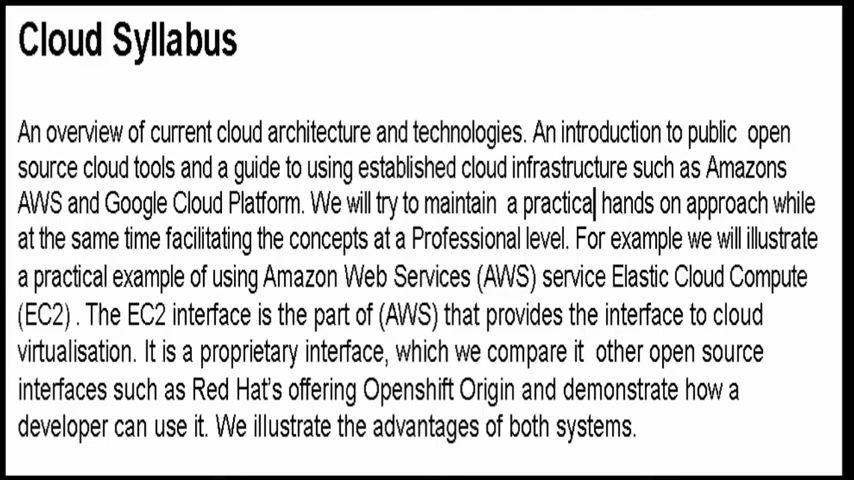 Cloud Syllabus
An overview of current cloud architecture and technologies. An introduction to public open
source cloud tools and a guide to using established cloud infrastructure such as Amazons
AWS and Google Cloud Platform. We will try to maintain a practical hands on approach while
at the same time facilitating the concepts at a Professional level. For example we will illustrate
a practical example of using Amazon Web Services (AWS) service Elastic Cloud Compute
(EC2) . The EC2 interface is the part of (AWS) that provides the interface to cloud
virtualisation. It is a proprietary interface, which we compare it other open source
interfaces such as Red Hat's offering Openshift Origin and demonstrate how a
developer can use it. We illustrate the advantages of both systems.